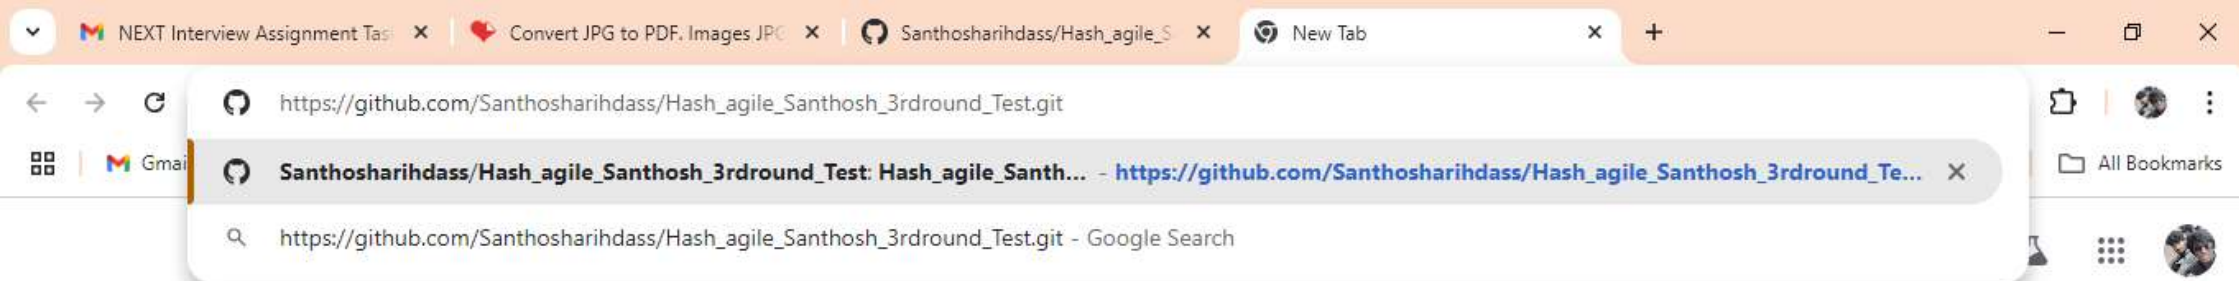 NEXT Interview Assignment Tas
Convert JPG to PDF. Images JPG
Santhosharihdass/Hash_agile_S
New Tab
https://github.com/Santhosharihdass/Hash_agile_Santhosh_3rdround_Test.git
Gmai
Santhosharihdass/Hash_agile_Santhosh_3rdround_Test: Hash_agile_Santh... - https://github.com/Santhosharihdass/Hash_agile_Santhosh_3rdround_Te...
All Bookmarks
https://github.com/Santhosharihdass/Hash_agile_Santhosh_3rdround_Test.git - Google Search